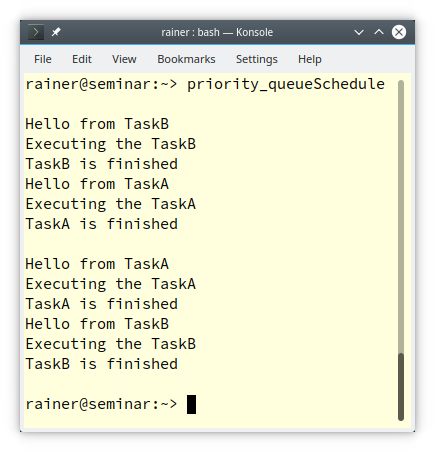 rainer : bash — Konsole
File Edit View Bookmarks Settings Help
rainer@seminar:~> priority_queueSchedule
Hello from TaskB
Executing the TaskB
TaskB is finished
Hello from TaskA
Executing the TaskA
TaskA is finished
Hello from TaskA
Executing the TaskA
TaskA is finished
Hello from TaskB
Executing the TaskB
TaskB is finished
rainer@seminar:~>